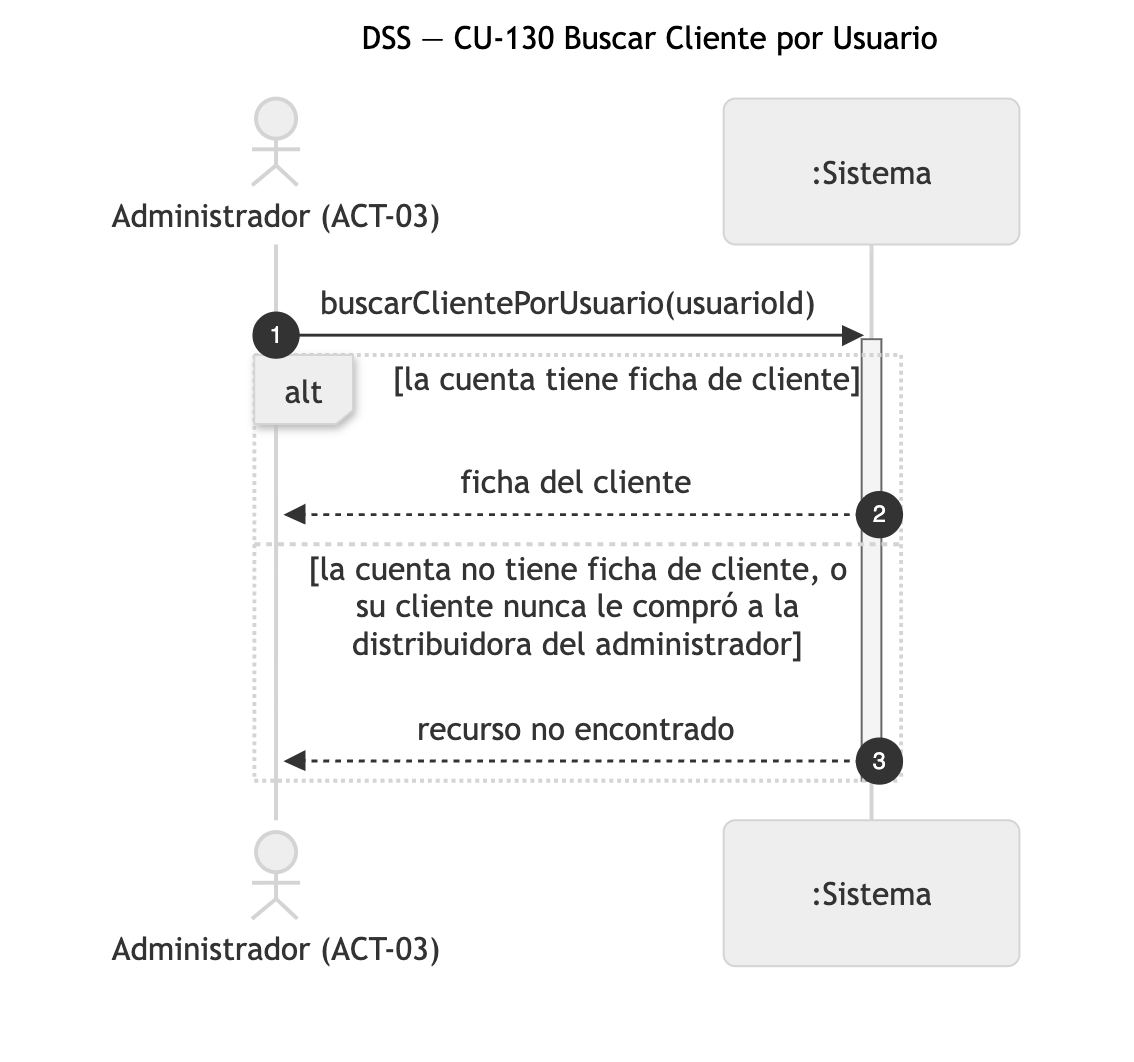 DSS — CU-130 Buscar Cliente por Usuario
:Sistema
Administrador (ACT-03)
buscarClientePorUsuario(usuarioId)
1
alt
[la cuenta tiene ficha de cliente]
ficha del cliente
2
[la cuenta no tiene ficha de cliente, o
su cliente nunca le compró a la
distribuidora del administrador]
recurso no encontrado
3
:Sistema
Administrador (ACT-03)